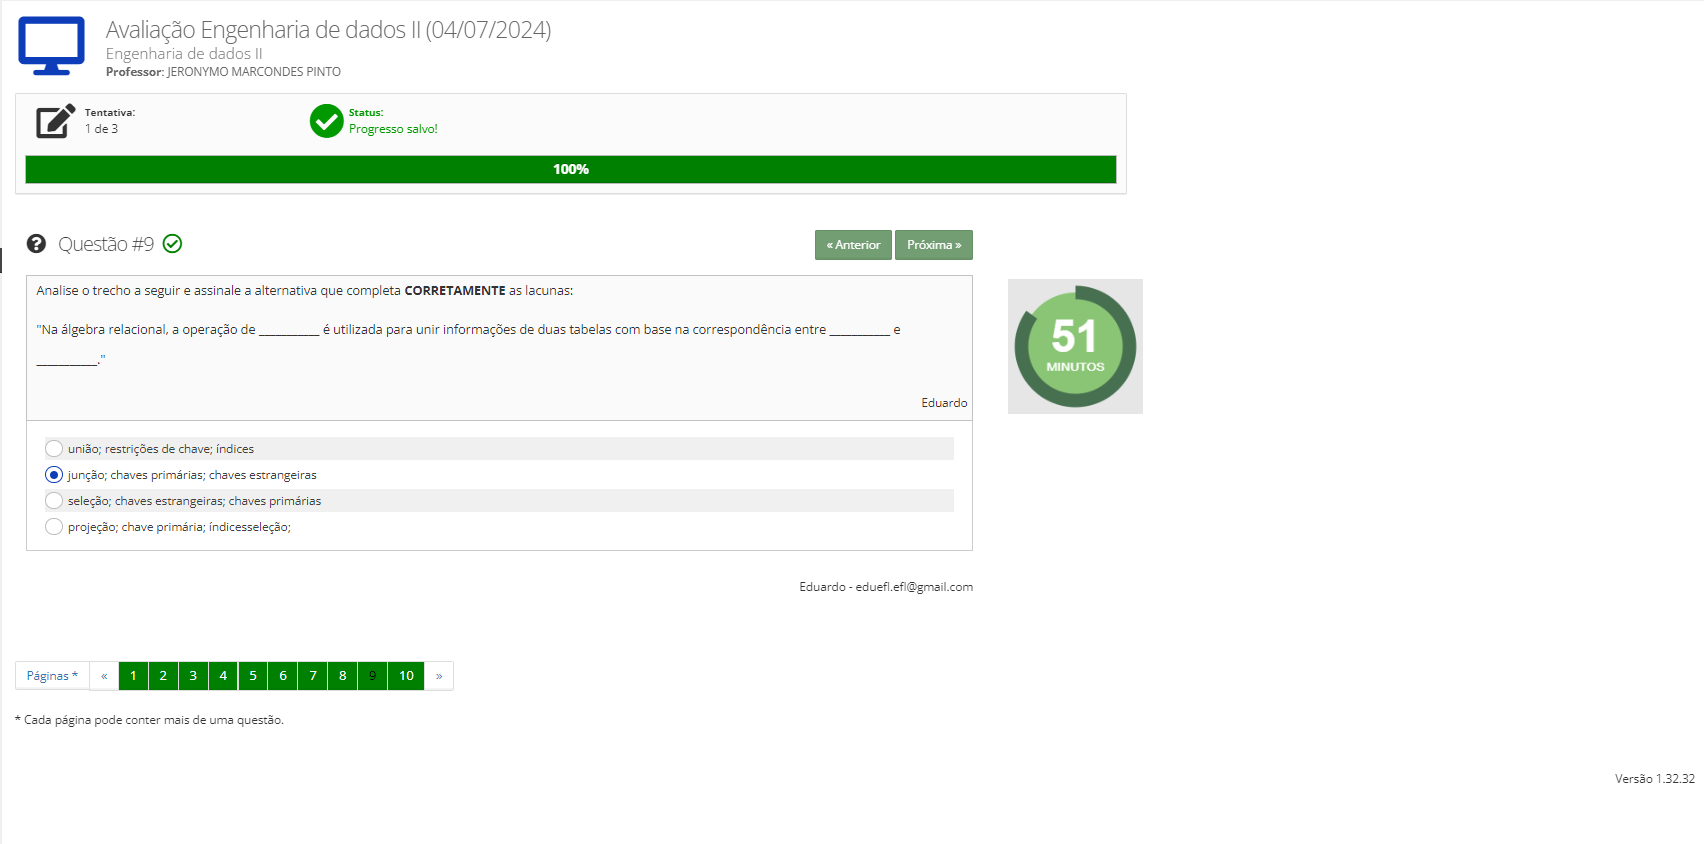 Avaliação Engenharia de dados II (04/07/2024)
Engenharia de dados II
Professor: JERONYMO MARCONDES PINTO
Tentativa:
1 de 3
Status:
Progresso salvo!
100%
Questão #9
« Anterior
Próxima »
Analise o trecho a seguir e assinale a alternativa que completa CORRETAMENTE as lacunas:
"Na álgebra relacional, a operação de ___________ é utilizada para unir informações de duas tabelas com base na correspondência entre ___________ e
___________."
Eduardo
51
MINUTOS
união; restrições de chave; índices
junção; chaves primárias; chaves estrangeiras
seleção; chaves estrangeiras; chaves primárias
projeção; chave primária; índicesseleção;
Eduardo - eduefl.efl@gmail.com
Páginas * « 1 2 3 4 5 6 7 8 9 10 »
* Cada página pode conter mais de uma questão.
Versão 1.32.32